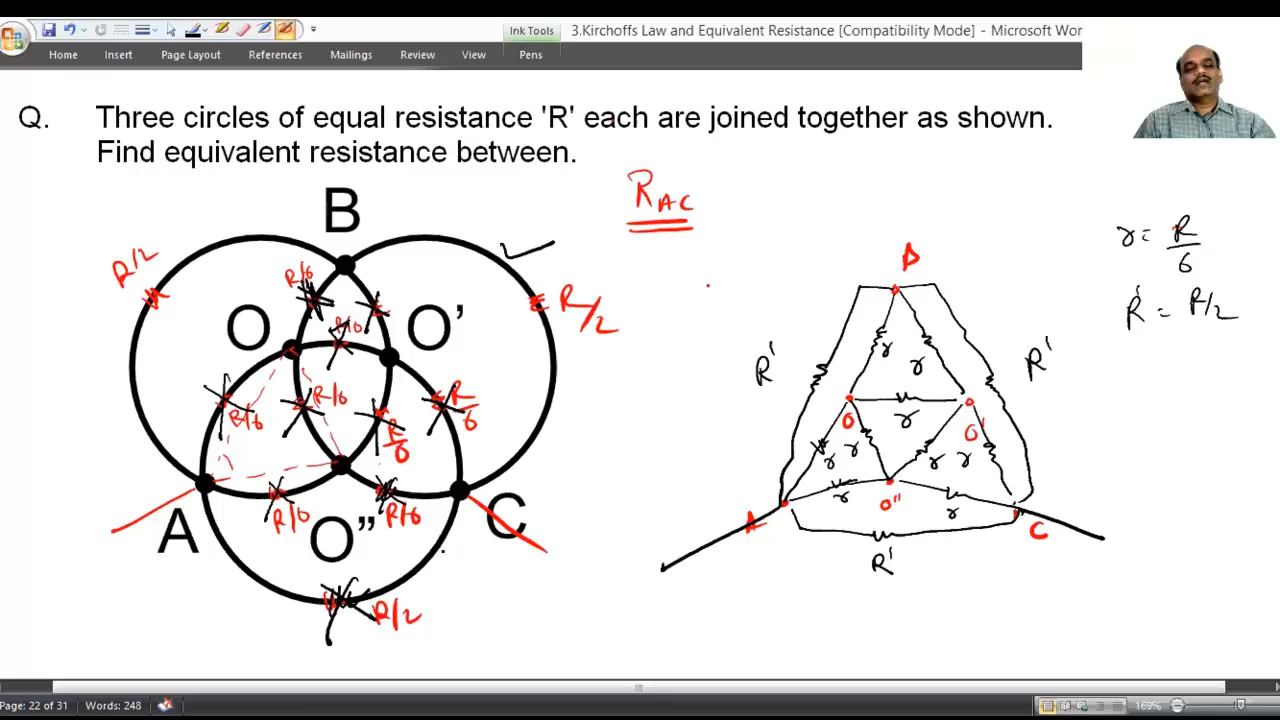 Ink Tools
3.Kirchoffs Law and Equivalent Resistance [Compatibility Mode] - Microsoft Wor
Home Insert Page Layout References Mailings Review View Pens
Q. Three circles of equal resistance 'R' each are joined together as shown.
Find equivalent resistance between.
R AC
B
R/2
R/6
O
O'
R/6
R/2
R/6
R/6
R/6
R/6
A
R/6
O"
R/6
C
R/2
r = R/6
R' = R/2
B
R'
r
r
R'
O
r
O'
r
r
r
r
r
O"
r
A
C
R'
Page: 22 of 31 Words: 248 169%